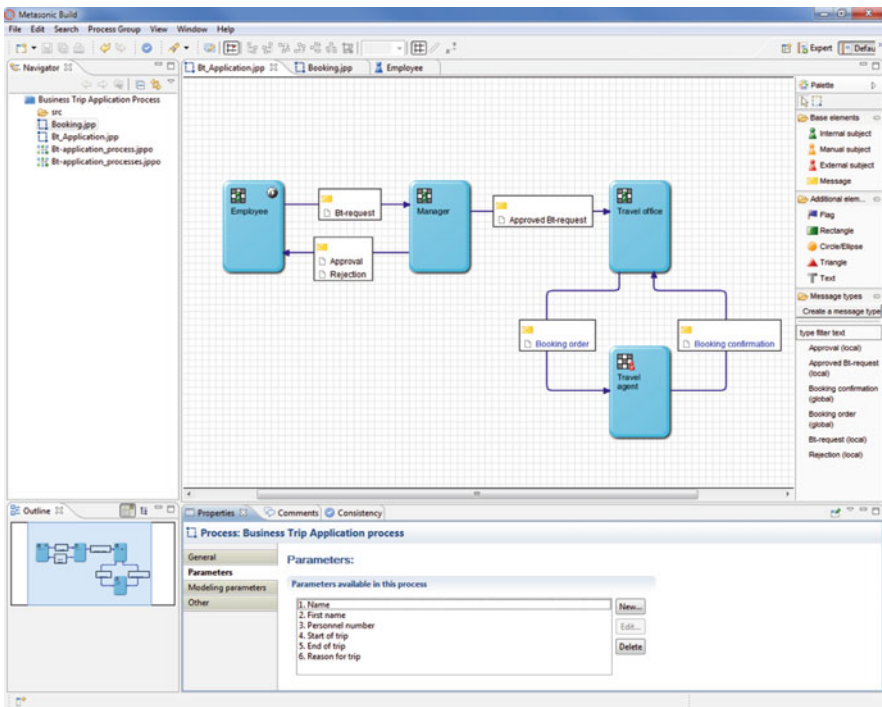 Metasonic Build
File Edit Search Process Group View Window Help
Expert
Defau
Navigator
Business Trip Application Process
src
Booking.jpp
Bt_Application.jpp
Bt-application_process.jppo
Bt-application_processes.jppo
Bt_Application.jpp
Booking.jpp
Employee
Employee
Bt-request
Approval
Rejection
Manager
Approved Bt-request
Travel office
Booking order
Booking confirmation
Travel
agent
Palette
Base elements
Internal subject
Manual subject
External subject
Message
Additional elem...
Flag
Rectangle
Circle/Ellipse
Triangle
Text
Message types
Create a message type
type filter text
Approval (local)
Approved Bt-request
(local)
Booking confirmation
(global)
Booking order
(global)
Bt-request (local)
Rejection (local)
Outline
Properties
Comments
Consistency
Process: Business Trip Application process
General
Parameters
Modeling parameters
Other
Parameters:
Parameters available in this process
1. Name
2. First name
3. Personnel number
4. Start of trip
5. End of trip
6. Reason for trip
New...
Edit...
Delete